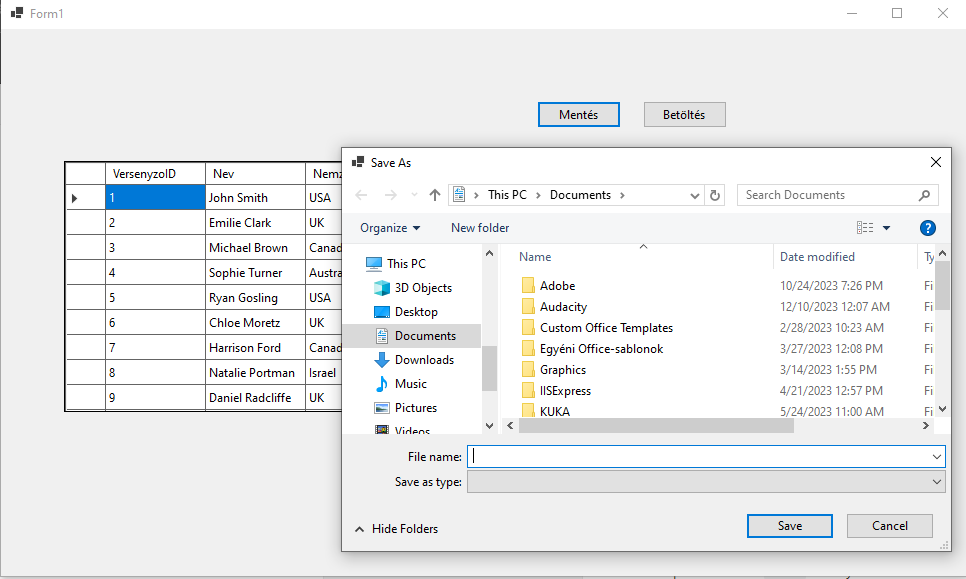 Form1
Mentés Betöltés
VersenyzoID Nev Nemz
1 John Smith USA
2 Emilie Clark UK
3 Michael Brown Canad
4 Sophie Turner Austra
5 Ryan Gosling USA
6 Chloe Moretz UK
7 Harrison Ford Canad
8 Natalie Portman Israel
9 Daniel Radcliffe UK
Save As
This PC > Documents >
Search Documents
Organize New folder
?
This PC
3D Objects
Desktop
Documents
Downloads
Music
Pictures
Videos
Name Date modified Ty
Adobe 10/24/2023 7:26 PM Fi
Audacity 12/10/2023 12:07 AM Fi
Custom Office Templates 2/28/2023 10:23 AM Fi
Egyéni Office-sablonok 3/27/2023 12:08 PM Fi
Graphics 3/14/2023 1:55 PM Fi
IISExpress 4/21/2023 12:57 PM Fi
KUKA 5/24/2023 11:00 AM Fi
File name:
Save as type:
Hide Folders
Save Cancel